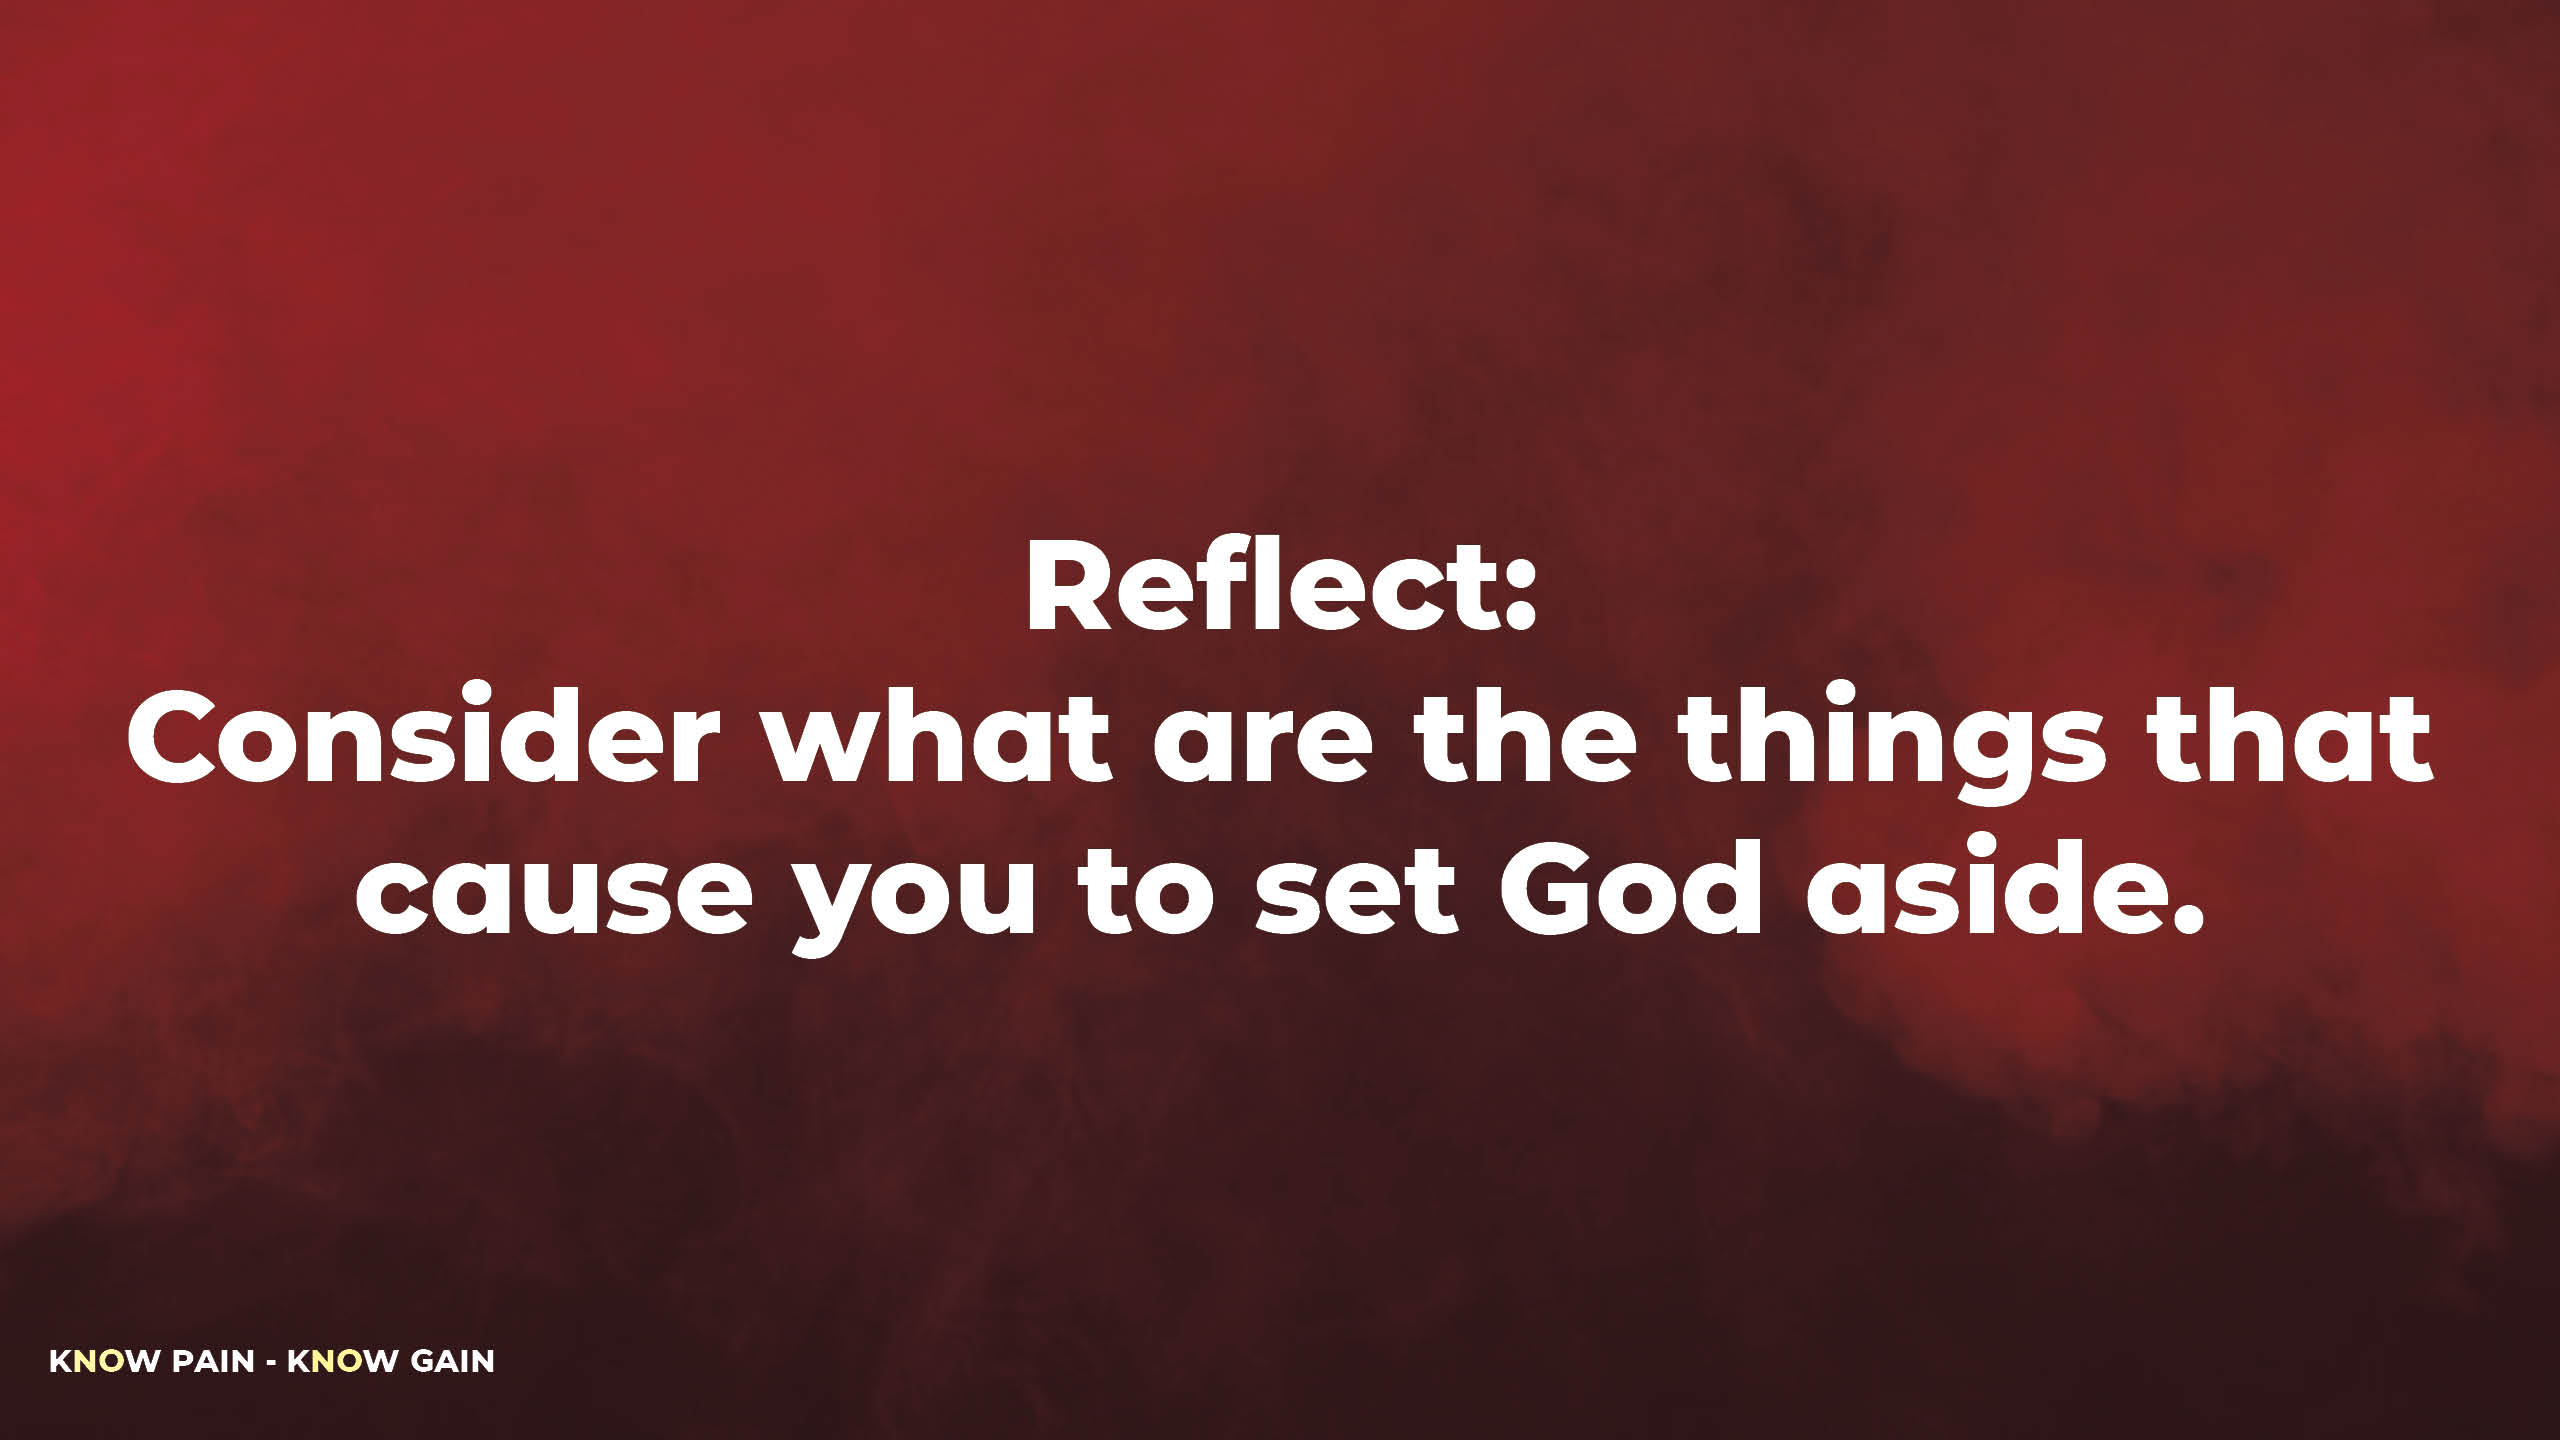 Reflect:
Consider what are the things that
cause you to set God aside.
KNOW PAIN - KNOW GAIN